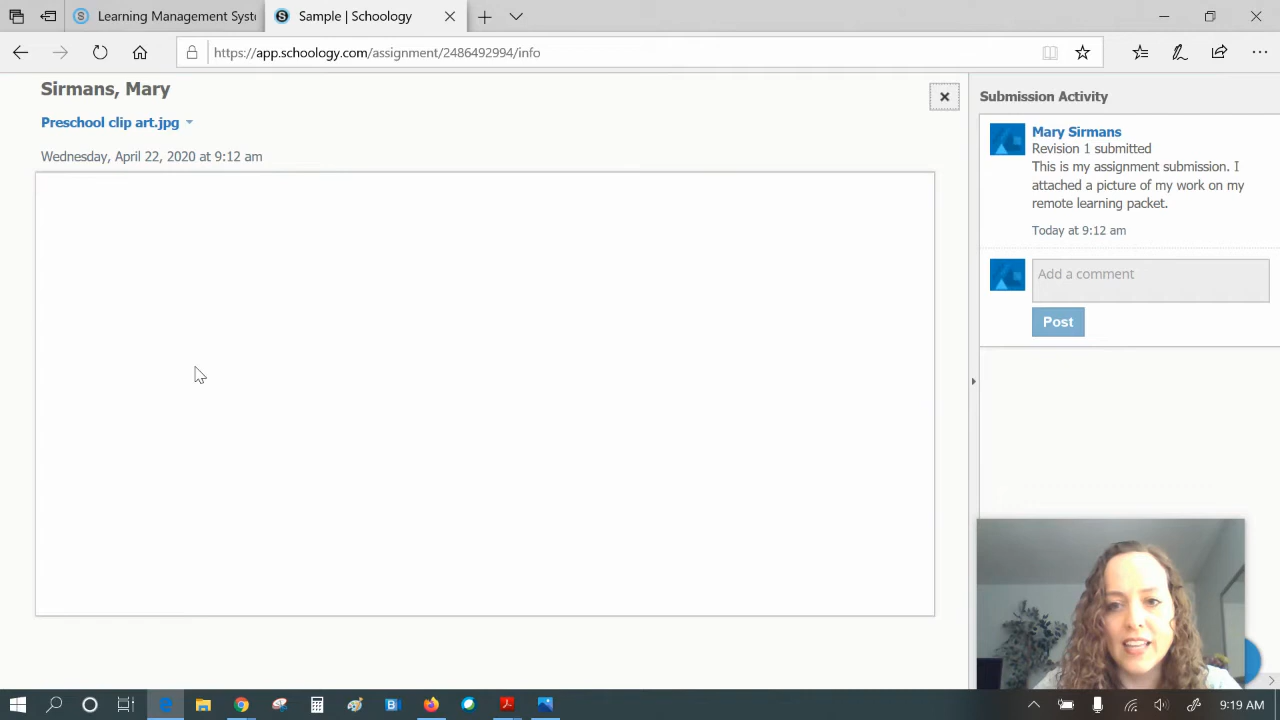 Learning Management Syst
Sample | Schoology
https://app.schoology.com/assignment/2486492994/info
Sirmans, Mary
Preschool clip art.jpg
Wednesday, April 22, 2020 at 9:12 am
Submission Activity
Mary Sirmans
Revision 1 submitted
This is my assignment submission. I
attached a picture of my work on my
remote learning packet.
Today at 9:12 am
Add a comment
Post
9:19 AM